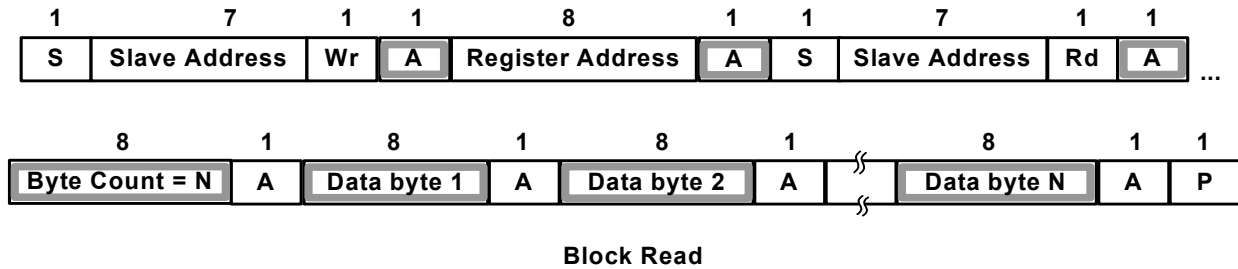 1 7 1 1 8 1 1 7 1 1
S Slave Address Wr A Register Address A S Slave Address Rd A ...
8 1 8 1 8 1 8 1 1
Byte Count = N A Data byte 1 A Data byte 2 A Data byte N A P
Block Read